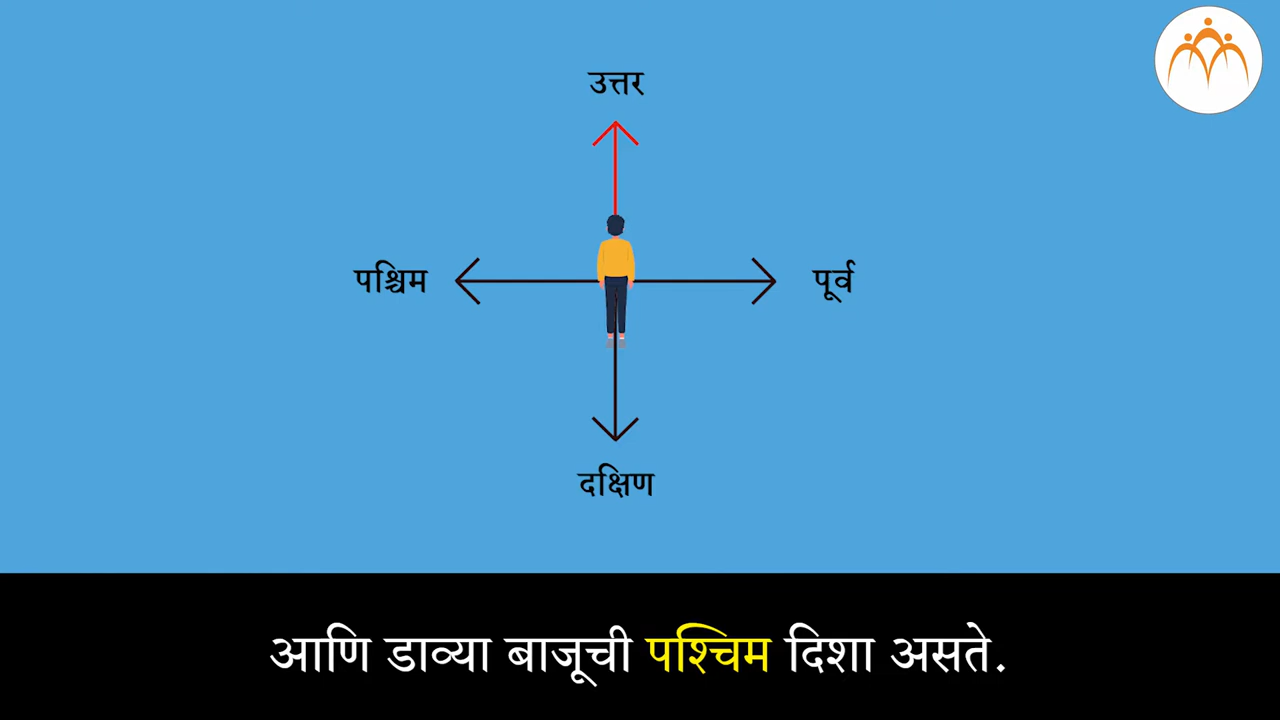 उत्तर
पश्चिम पूर्व
दक्षिण
आणि डाव्या बाजूची पश्चिम दिशा असते.